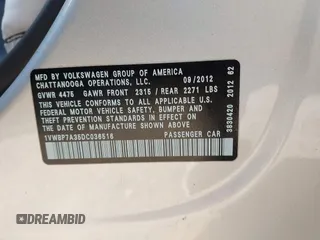 MFD. BY VOLKSWAGEN GROUP OF AMERICA
CHATTANOOGA OPERATIONS, LLC. 09/2012
GVWR 4475 GAWR FRONT 2315 / REAR 2271 LBS
THIS VEHICLE CONFORMS TO ALL APPLICABLE U.S.
FEDERAL MOTOR VEHICLE SAFETY, BUMPER, AND
THEFT PREVENTION STANDARDS IN EFFECT ON THE
DATE OF MANUFACTURE SHOWN ABOVE.
1VWBP7A35DC036516 PASSENGER CAR
3830420 2012 62
DREAMBID